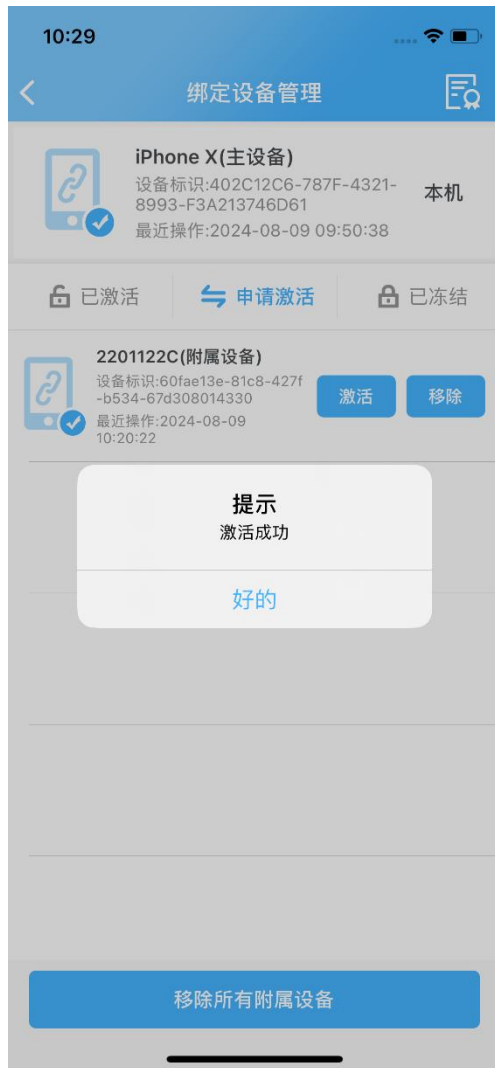 10:29
绑定设备管理
iPhone X(主设备)
设备标识:402C12C6-787F-4321-
8993-F3A213746D61
最近操作:2024-08-09 09:50:38
本机
已激活
申请激活
已冻结
2201122C(附属设备)
设备标识:60fae13e-81c8-427f
-b534-67d308014330
最近操作:2024-08-09
10:20:22
激活
移除
提示
激活成功
好的
移除所有附属设备